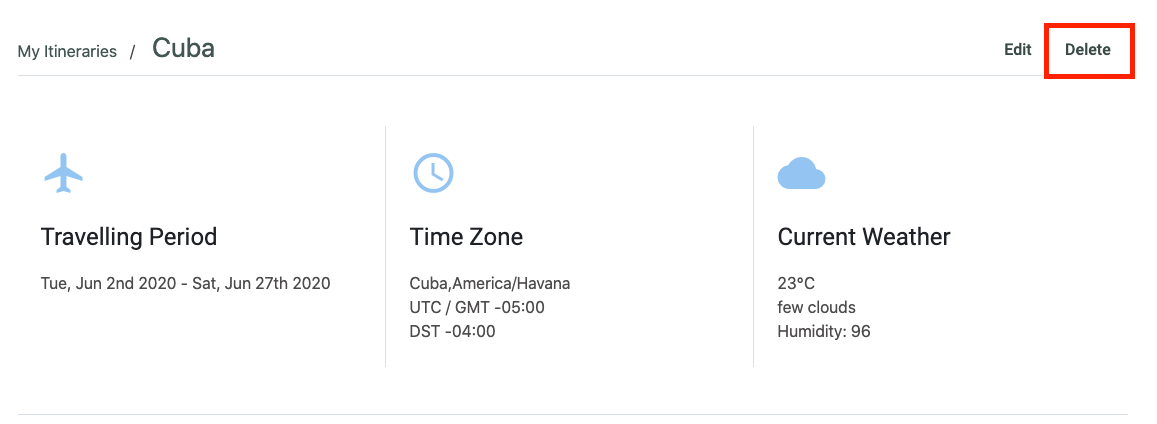 My Itineraries / Cuba
Edit
Delete
Travelling Period
Tue, Jun 2nd 2020 - Sat, Jun 27th 2020
Time Zone
Cuba,America/Havana
UTC / GMT -05:00
DST -04:00
Current Weather
23°C
few clouds
Humidity: 96